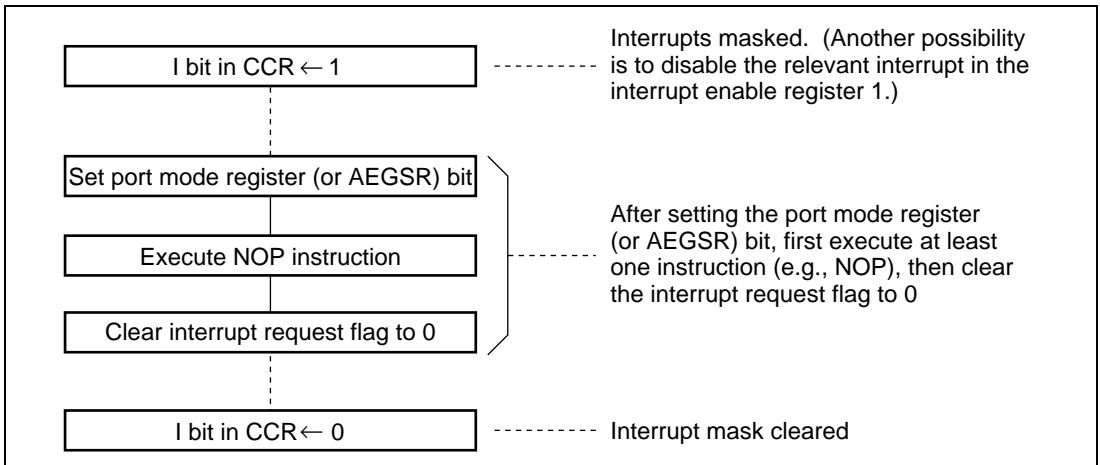 I bit in CCR ← 1
Interrupts masked. (Another possibility
is to disable the relevant interrupt in the
interrupt enable register 1.)
Set port mode register (or AEGSR) bit
Execute NOP instruction
Clear interrupt request flag to 0
After setting the port mode register
(or AEGSR) bit, first execute at least
one instruction (e.g., NOP), then clear
the interrupt request flag to 0
I bit in CCR ← 0
Interrupt mask cleared